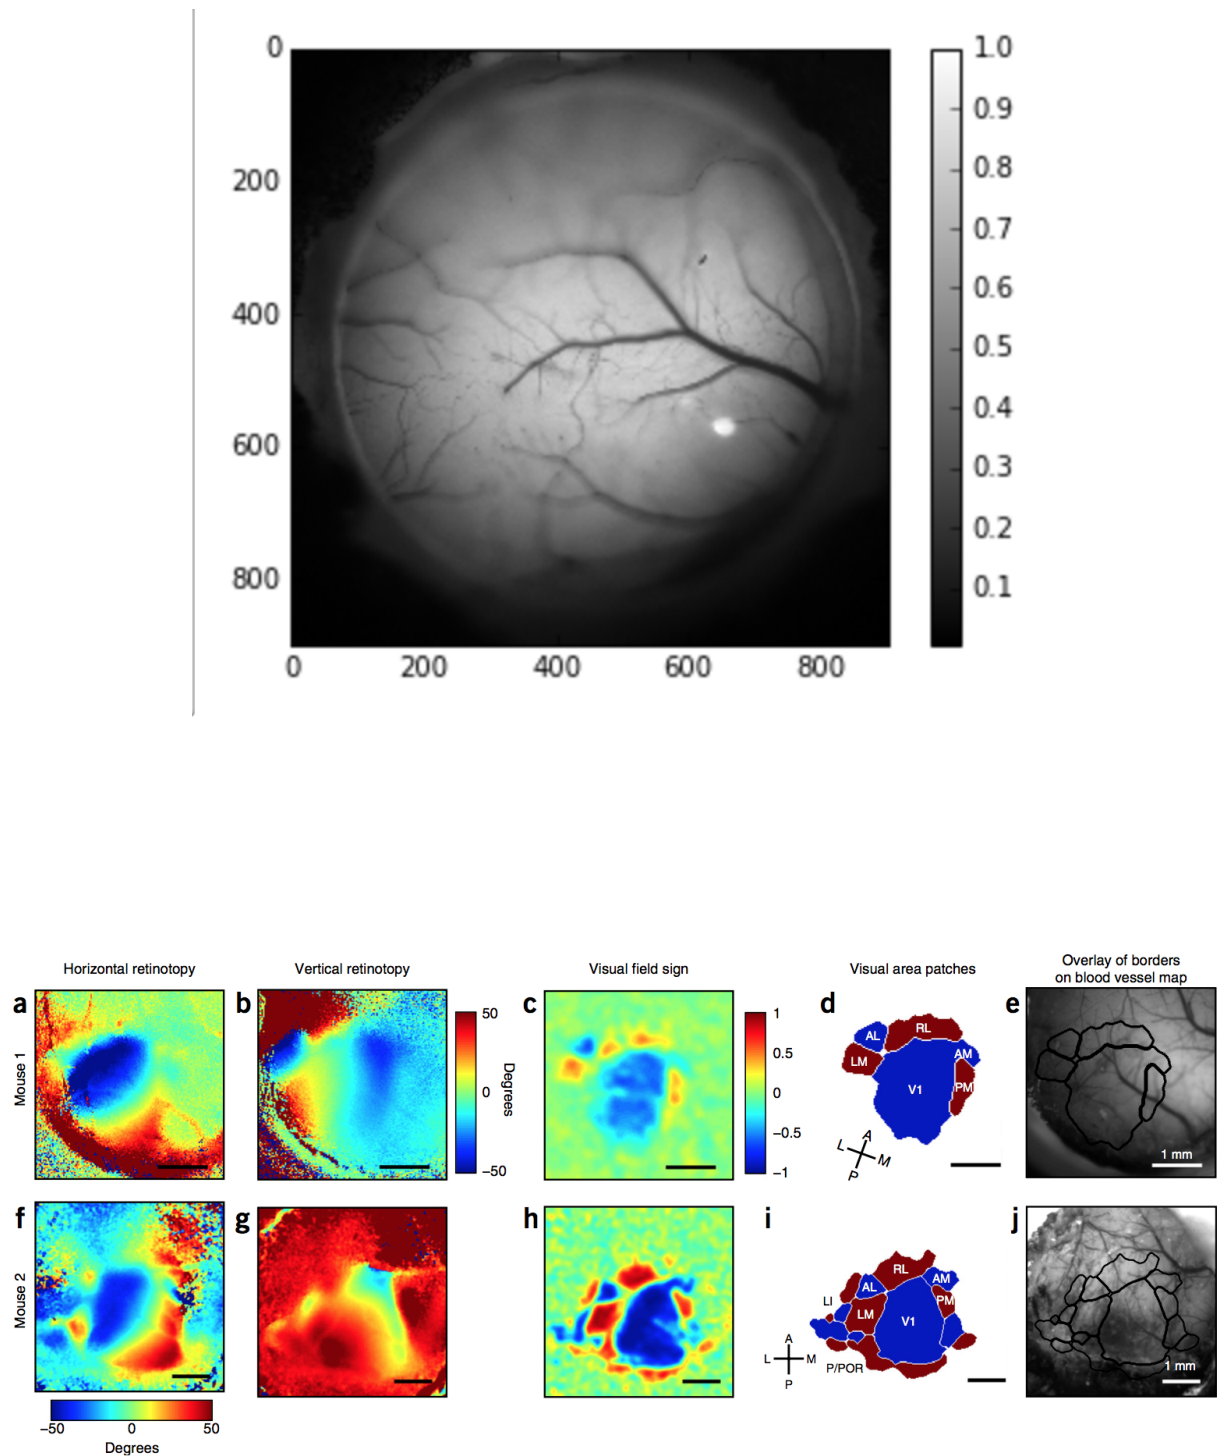 0
200
400
600
800
0 200 400 600 800
1.0
0.9
0.8
0.7
0.6
0.5
0.4
0.3
0.2
0.1
Horizontal retinotopy
Vertical retinotopy
Visual field sign
Visual area patches
Overlay of borders
on blood vessel map
a
b
50
0
−50
Degrees
c
1
0.5
0
−0.5
−1
d
AL
RL
LM
AM
V1
PM
L
A
M
P
e
1 mm
Mouse 1
f
g
h
i
RL
AL
AM
LI
LM
PM
V1
A
L
M
P
P/POR
j
1 mm
Mouse 2
−50 0 50
Degrees